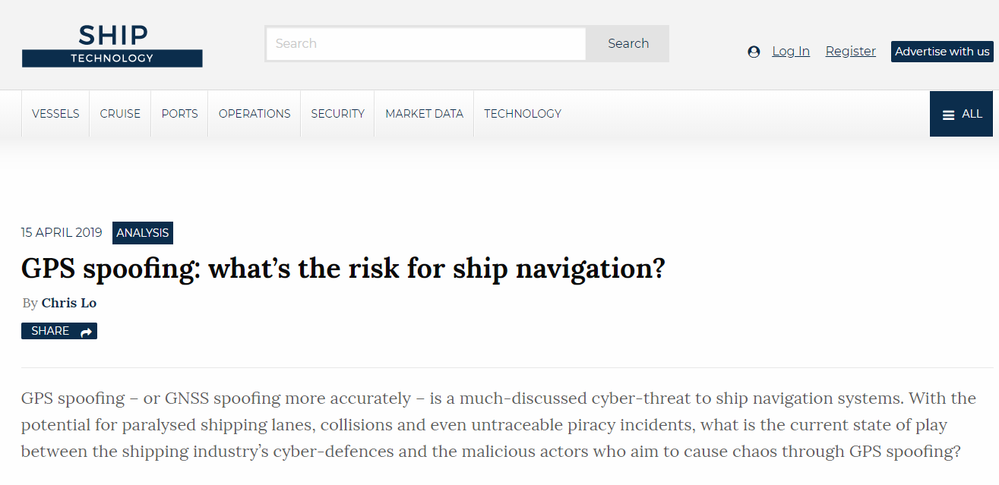 SHIP
TECHNOLOGY
Search
Search
Log In
Register
Advertise with us
VESSELS
CRUISE
PORTS
OPERATIONS
SECURITY
MARKET DATA
TECHNOLOGY
ALL
15 APRIL 2019
ANALYSIS
GPS spoofing: what’s the risk for ship navigation?
By Chris Lo
SHARE
GPS spoofing – or GNSS spoofing more accurately – is a much-discussed cyber-threat to ship navigation systems. With the
potential for paralysed shipping lanes, collisions and even untraceable piracy incidents, what is the current state of play
between the shipping industry’s cyber-defences and the malicious actors who aim to cause chaos through GPS spoofing?